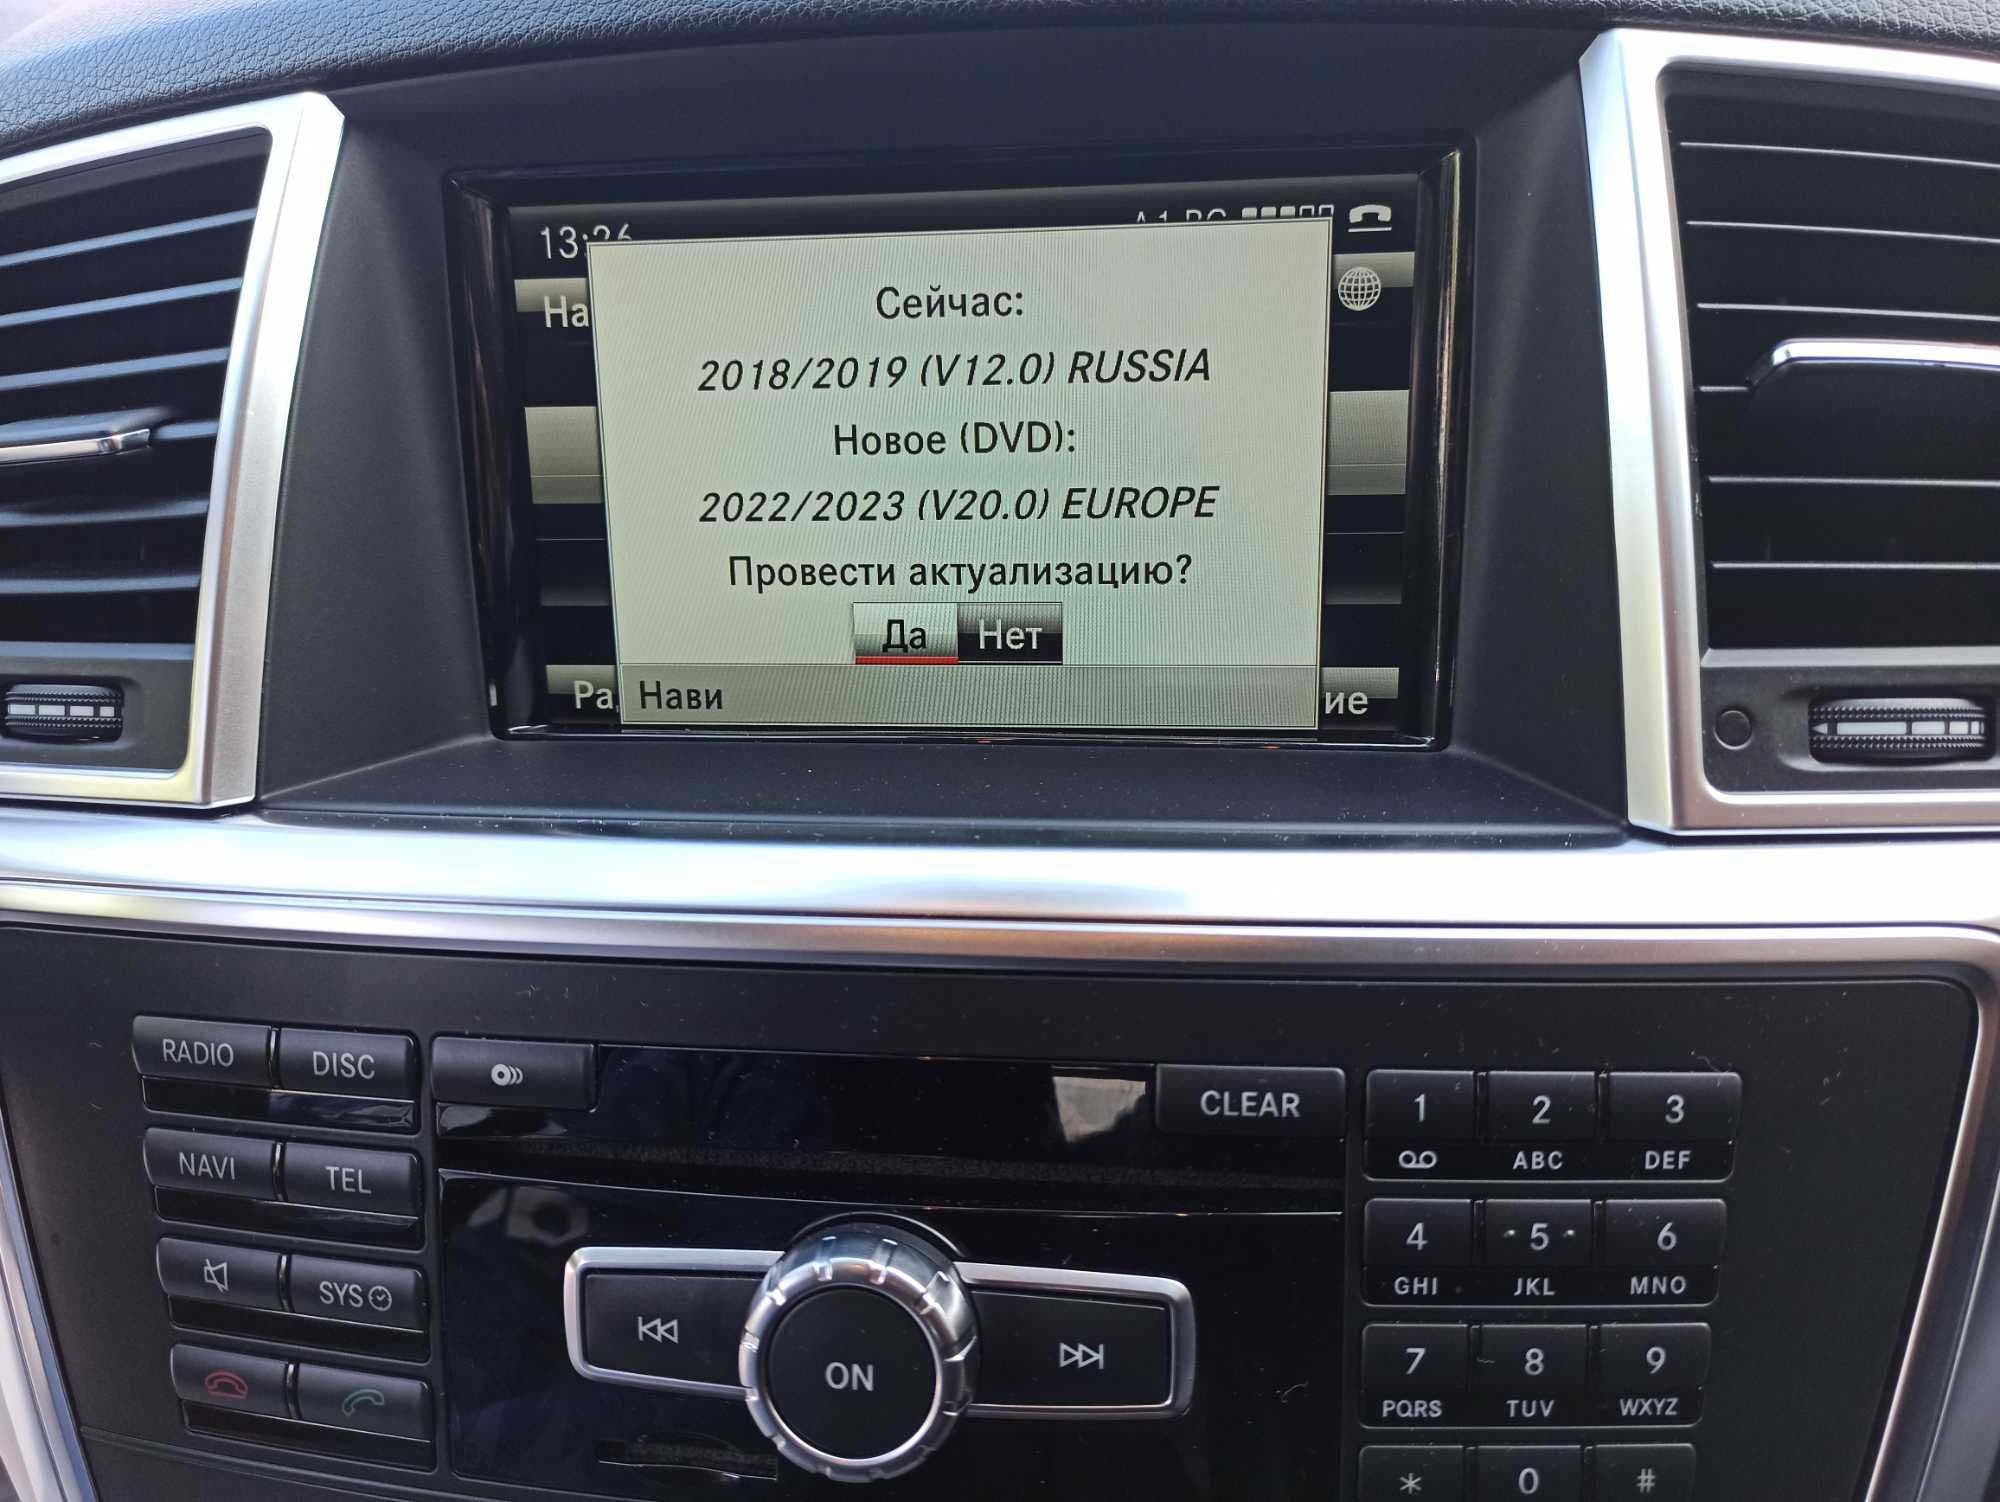 13:26
Сейчас:
2018/2019 (V12.0) RUSSIA
Новое (DVD):
2022/2023 (V20.0) EUROPE
Провести актуализацию?
Да Нет
Нави
RADIO DISC
CLEAR
NAVI TEL
SYS
ON
1 2 3
ABC DEF
4 5 6
GHI JKL MNO
7 8 9
PQRS TUV WXYZ
* 0 #